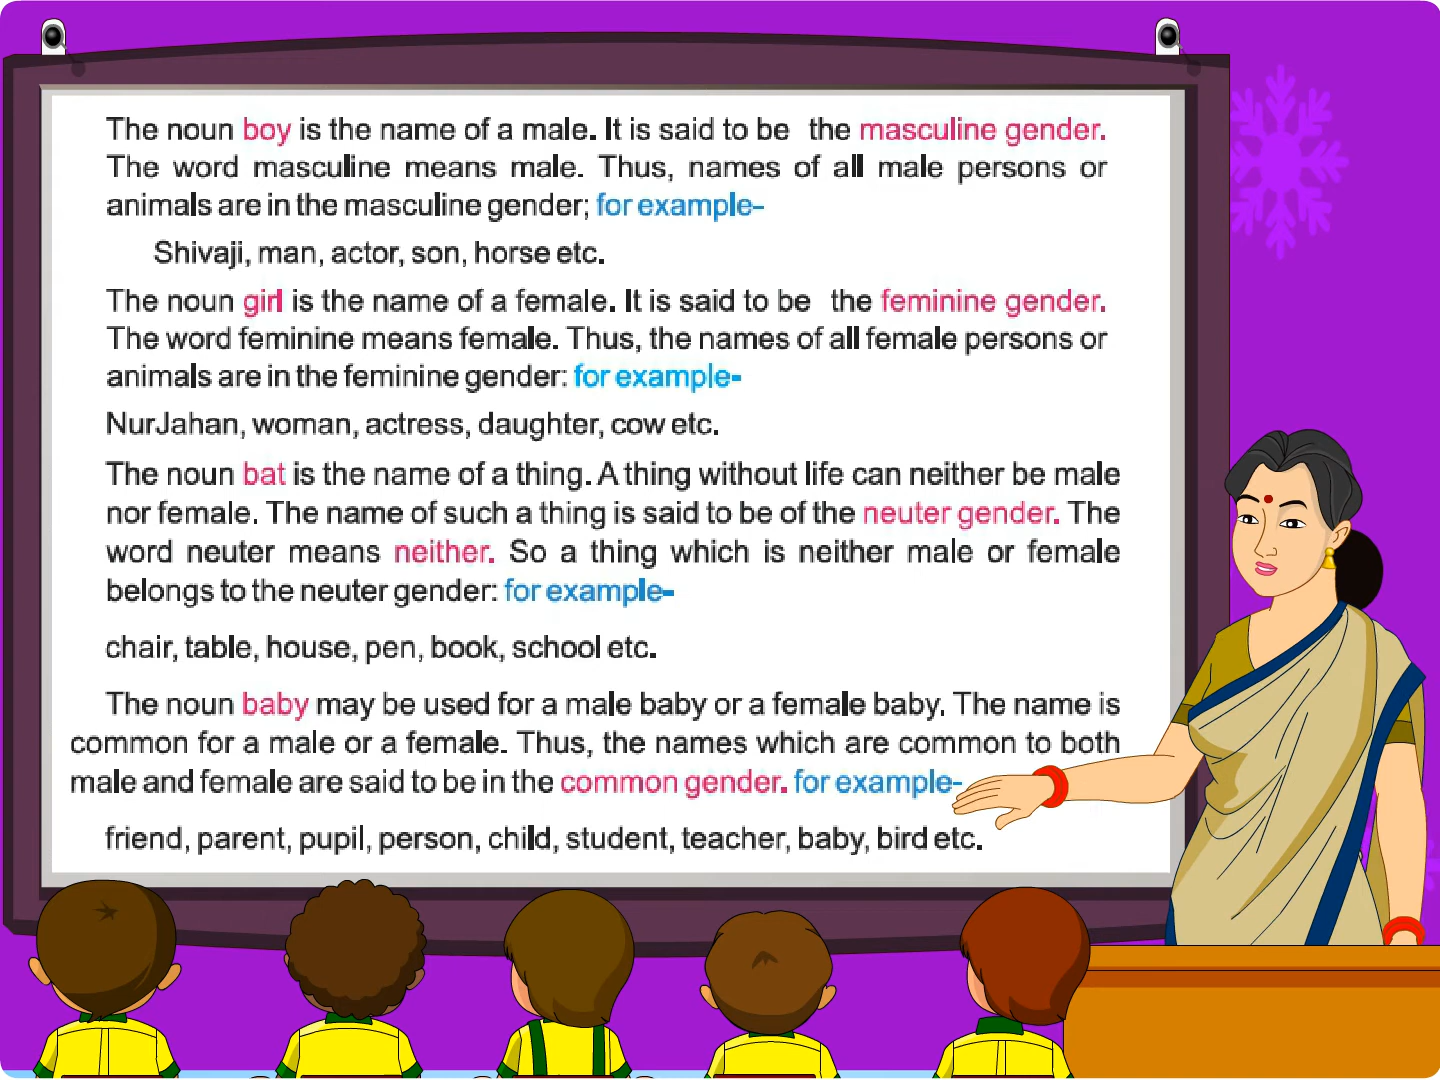 The noun boy is the name of a male. It is said to be the masculine gender.
The word masculine means male. Thus, names of all male persons or
animals are in the masculine gender; for example-
Shivaji, man, actor, son, horse etc.
The noun girl is the name of a female. It is said to be the feminine gender.
The word feminine means female. Thus, the names of all female persons or
animals are in the feminine gender: for example-
NurJahan, woman, actress, daughter, cow etc.
The noun bat is the name of a thing. A thing without life can neither be male
nor female. The name of such a thing is said to be of the neuter gender. The
word neuter means neither. So a thing which is neither male or female
belongs to the neuter gender: for example-
chair, table, house, pen, book, school etc.
The noun baby may be used for a male baby or a female baby. The name is
common for a male or a female. Thus, the names which are common to both
male and female are said to be in the common gender. for example-
friend, parent, pupil, person, child, student, teacher, baby, bird etc.